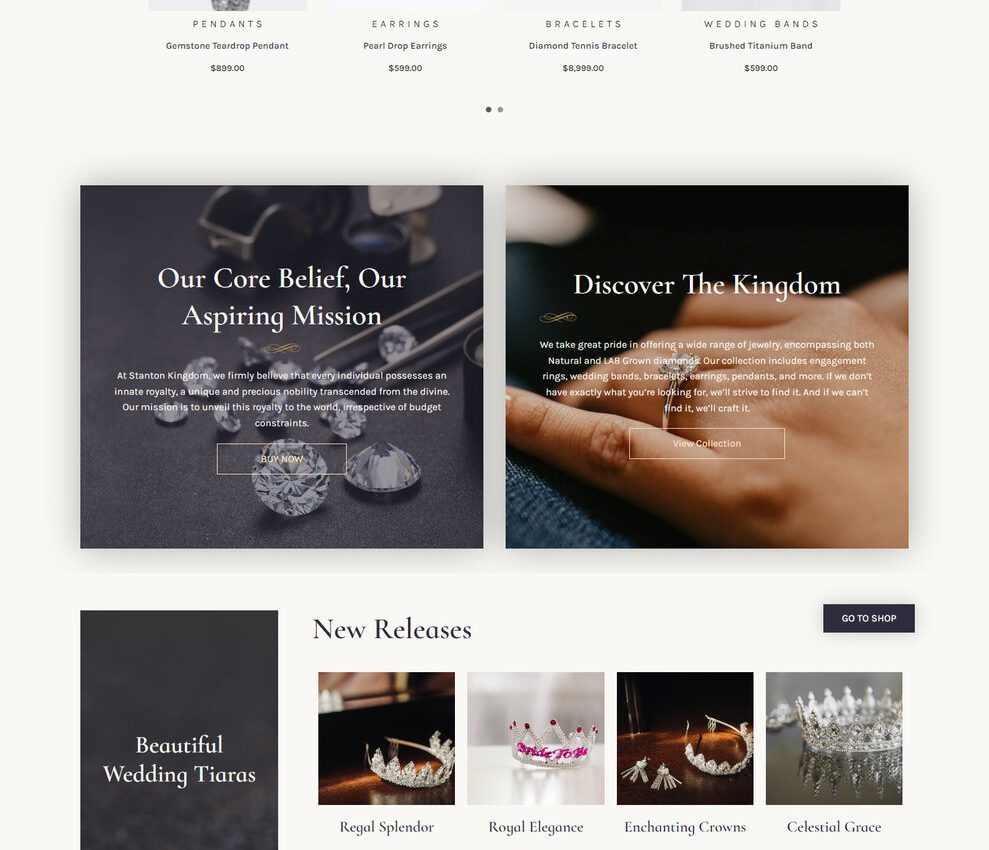 PENDANTS
EARRINGS
BRACELETS
WEDDING BANDS
Gemstone Teardrop Pendant
Pearl Drop Earrings
Diamond Tennis Bracelet
Brushed Titanium Band
$899.00
$599.00
$8,999.00
$599.00
Our Core Belief, Our
Aspiring Mission
At Stanton Kingdom, we firmly believe that every individual possesses an
innate royalty, a unique and precious nobility transcended from the divine.
Our mission is to unveil this royalty to the world, irrespective of budget
constraints.
BUY NOW
Discover The Kingdom
We take great pride in offering a wide range of jewelry, encompassing both
Natural and LAB Grown diamonds. Our collection includes engagement
rings, wedding bands, bracelets, earrings, pendants, and more. If we don't
have exactly what you're looking for, we'll strive to find it. And if we can't
find it, we'll craft it.
View Collection
New Releases
GO TO SHOP
Beautiful
Wedding Tiaras
Bride To Be
Regal Splendor
Royal Elegance
Enchanting Crowns
Celestial Grace